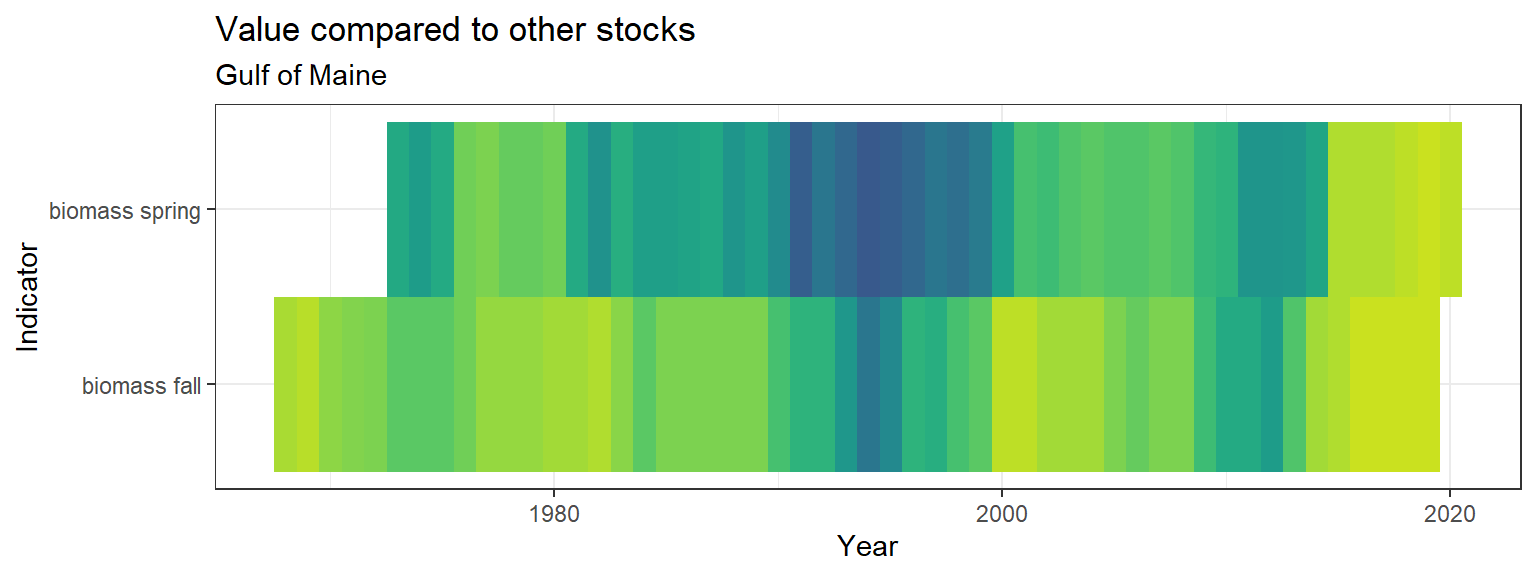 Value compared to other stocks
Gulf of Maine
Indicator
biomass spring
biomass fall
1980
2000
2020
Year